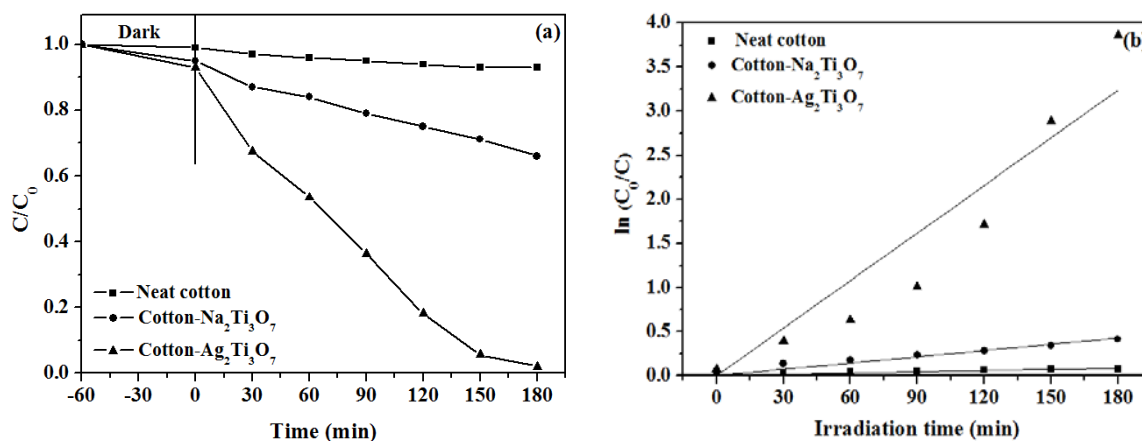 Dark
(a)
1.0
0.8
0.6
0.4
0.2
0.0
C/C₀
Neat cotton
Cotton-Na₂Ti₃O₇
Cotton-Ag₂Ti₃O₇
-60 -30 0 30 60 90 120 150 180
Time (min)
(b)
4.0
3.5
3.0
2.5
2.0
1.5
1.0
0.5
0.0
ln (C₀/C)
Neat cotton
Cotton-Na₂Ti₃O₇
Cotton-Ag₂Ti₃O₇
0 30 60 90 120 150 180
Irradiation time (min)